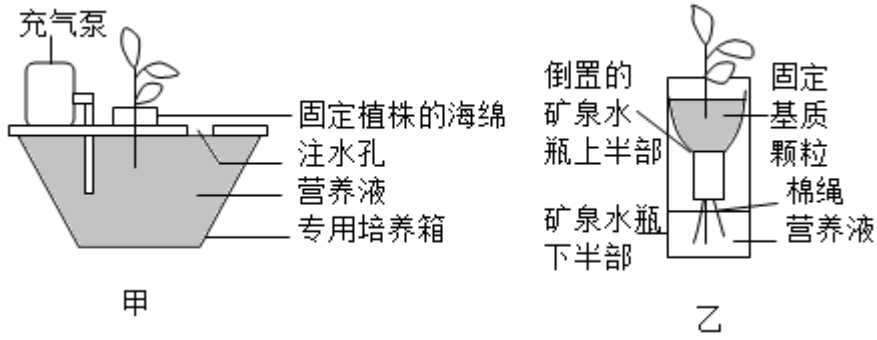 充气泵
固定植株的海绵
注水孔
营养液
专用培养箱
甲
倒置的
矿泉水
瓶上半部
矿泉水瓶
下半部
固定
基质
颗粒
棉绳
营养液
乙